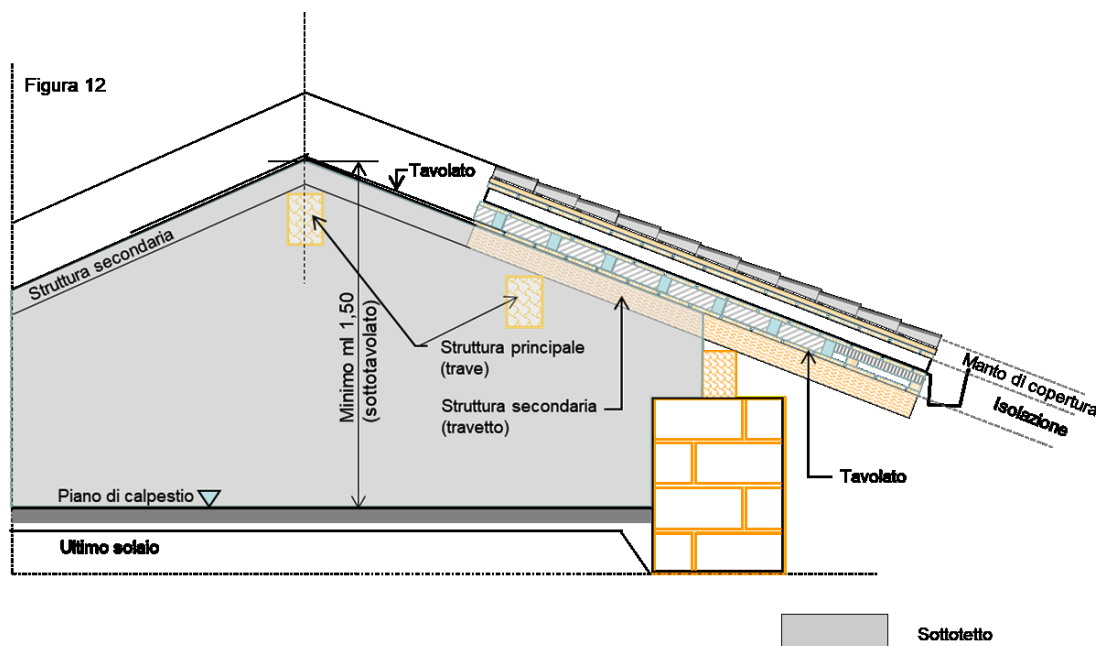 Figura 12
Tavolato
Struttura secondaria
Minimo ml 1,50
(sottotavolato)
Struttura principale
(trave)
Struttura secondaria
(travetto)
Manto di copertura
Isolazione
Tavolato
Piano di calpestio
Ultimo solaio
Sottotetto